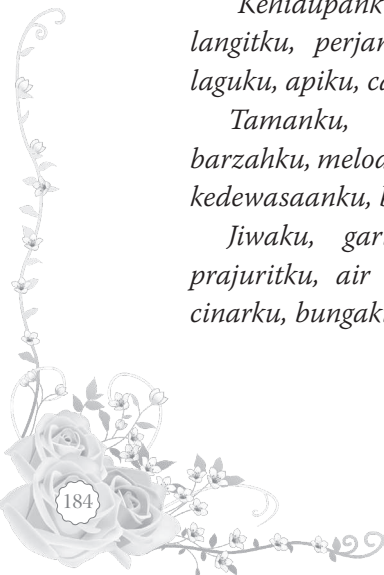 Kehidupank
langitku, perjan
laguku, apiku, ca
Tamanku,
barzahku, melod
kedewasaanku, b
Jiwaku, gar
prajuritku, air
cinarku, bungak
184